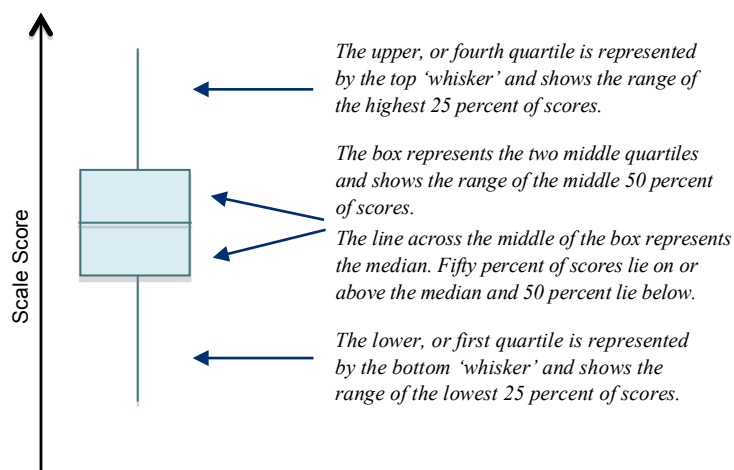 The upper, or fourth quartile is represented
by the top ‘whisker’ and shows the range of
the highest 25 percent of scores.
The box represents the two middle quartiles
and shows the range of the middle 50 percent
of scores.
The line across the middle of the box represents
the median. Fifty percent of scores lie on or
above the median and 50 percent lie below.
Scale Score
The lower, or first quartile is represented
by the bottom ‘whisker’ and shows the
range of the lowest 25 percent of scores.